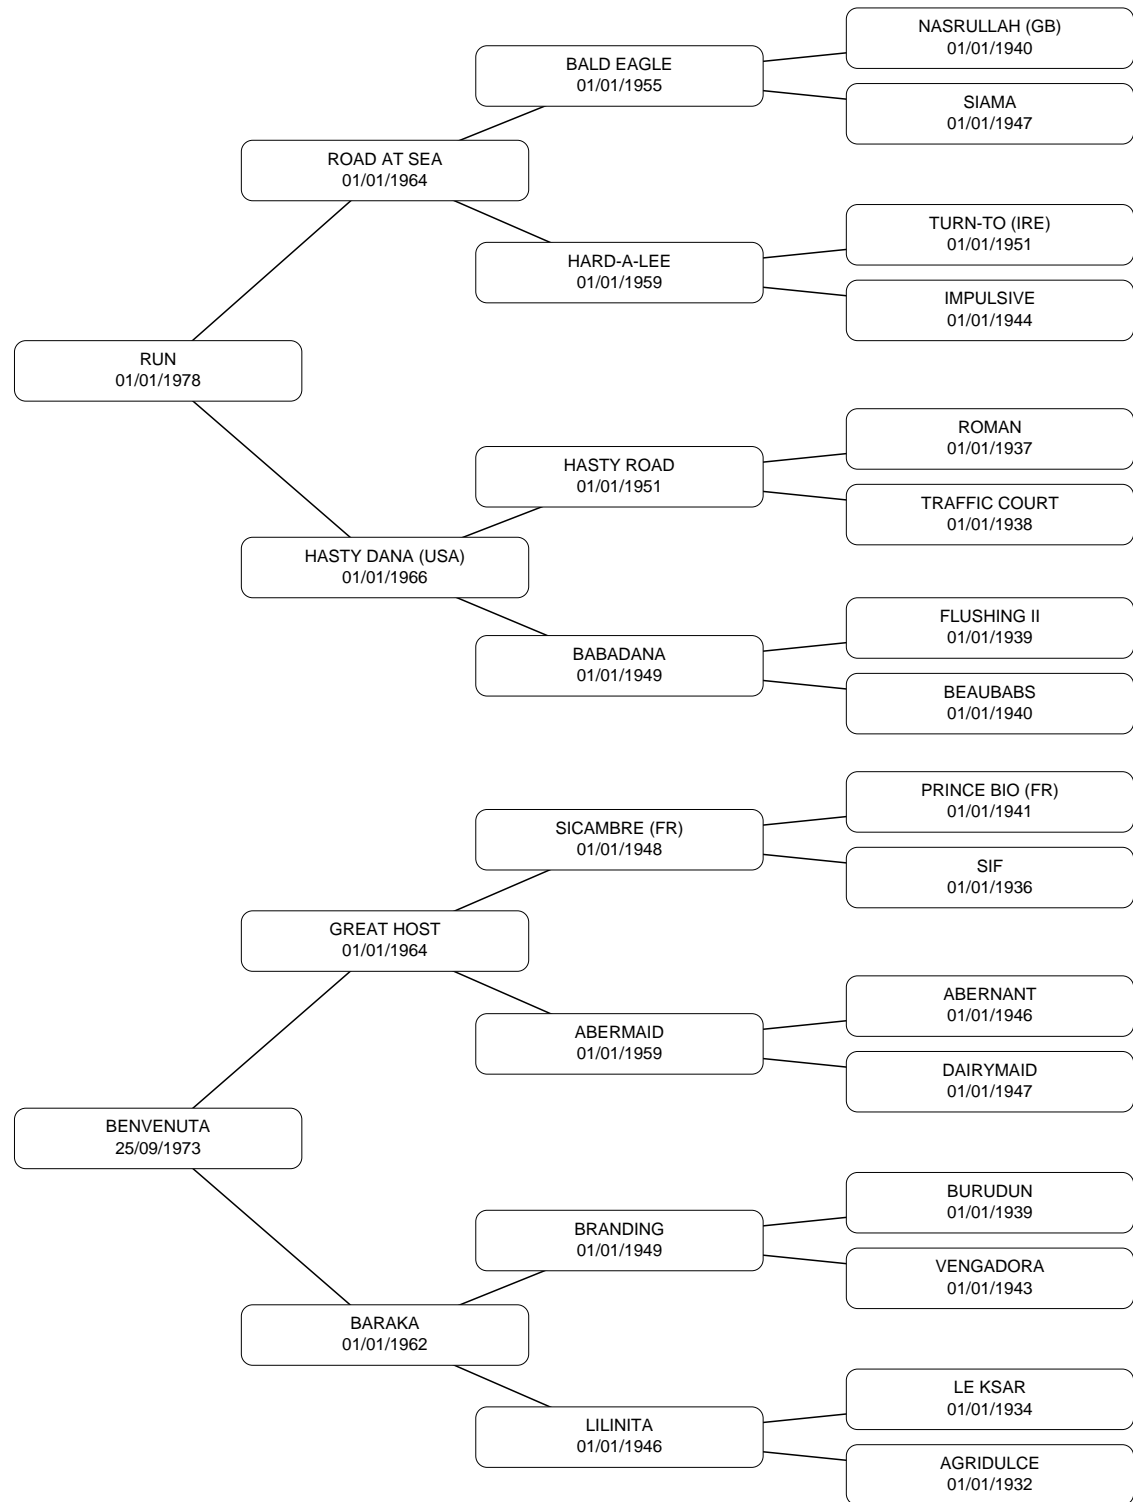 NASRULLAH (GB)
01/01/1940
BALD EAGLE
01/01/1955
SIAMA
01/01/1947
ROAD AT SEA
01/01/1964
TURN-TO (IRE)
01/01/1951
HARD-A-LEE
01/01/1959
IMPULSIVE
01/01/1944
RUN
01/01/1978
ROMAN
01/01/1937
HASTY ROAD
01/01/1951
TRAFFIC COURT
01/01/1938
HASTY DANA (USA)
01/01/1966
FLUSHING II
01/01/1939
BABADANA
01/01/1949
BEAUBABS
01/01/1940
PRINCE BIO (FR)
01/01/1941
SICAMBRE (FR)
01/01/1948
SIF
01/01/1936
GREAT HOST
01/01/1964
ABERNANT
01/01/1946
ABERMAID
01/01/1959
DAIRYMAID
01/01/1947
BENVENUTA
25/09/1973
BURUDUN
01/01/1939
BRANDING
01/01/1949
VENGADORA
01/01/1943
BARAKA
01/01/1962
LE KSAR
01/01/1934
LILINITA
01/01/1946
AGRIDULCE
01/01/1932